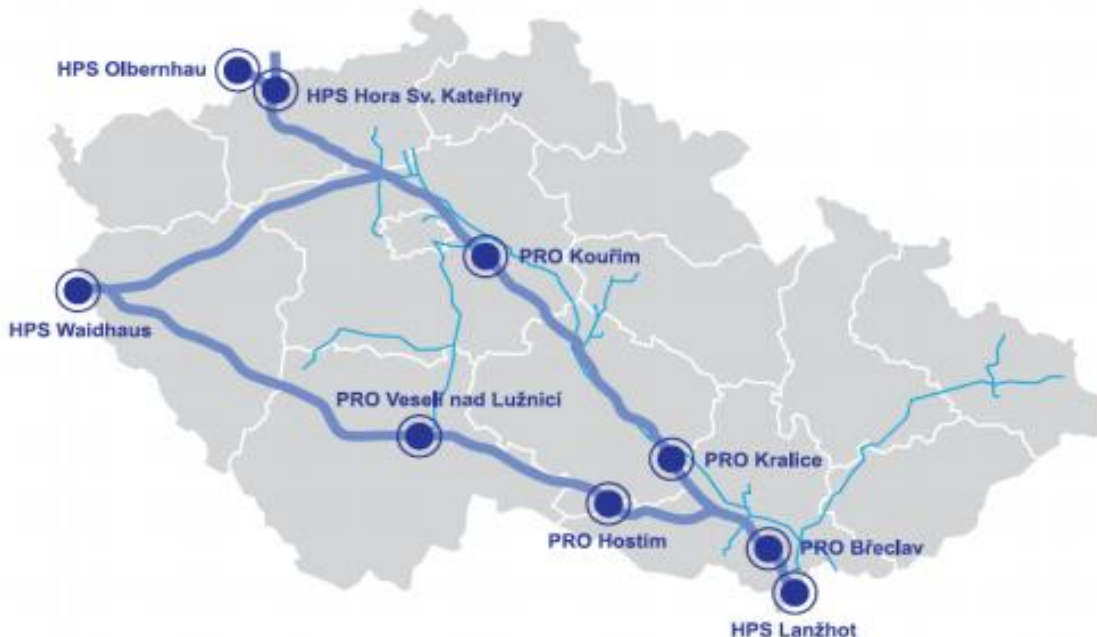 HPS Olbernhau
HPS Hora Sv. Kateřiny
PRO Kouřim
HPS Waidhaus
PRO Veselí nad Lužnicí
PRO Kralice
PRO Hostim
PRO Břeclav
HPS Lanžhot